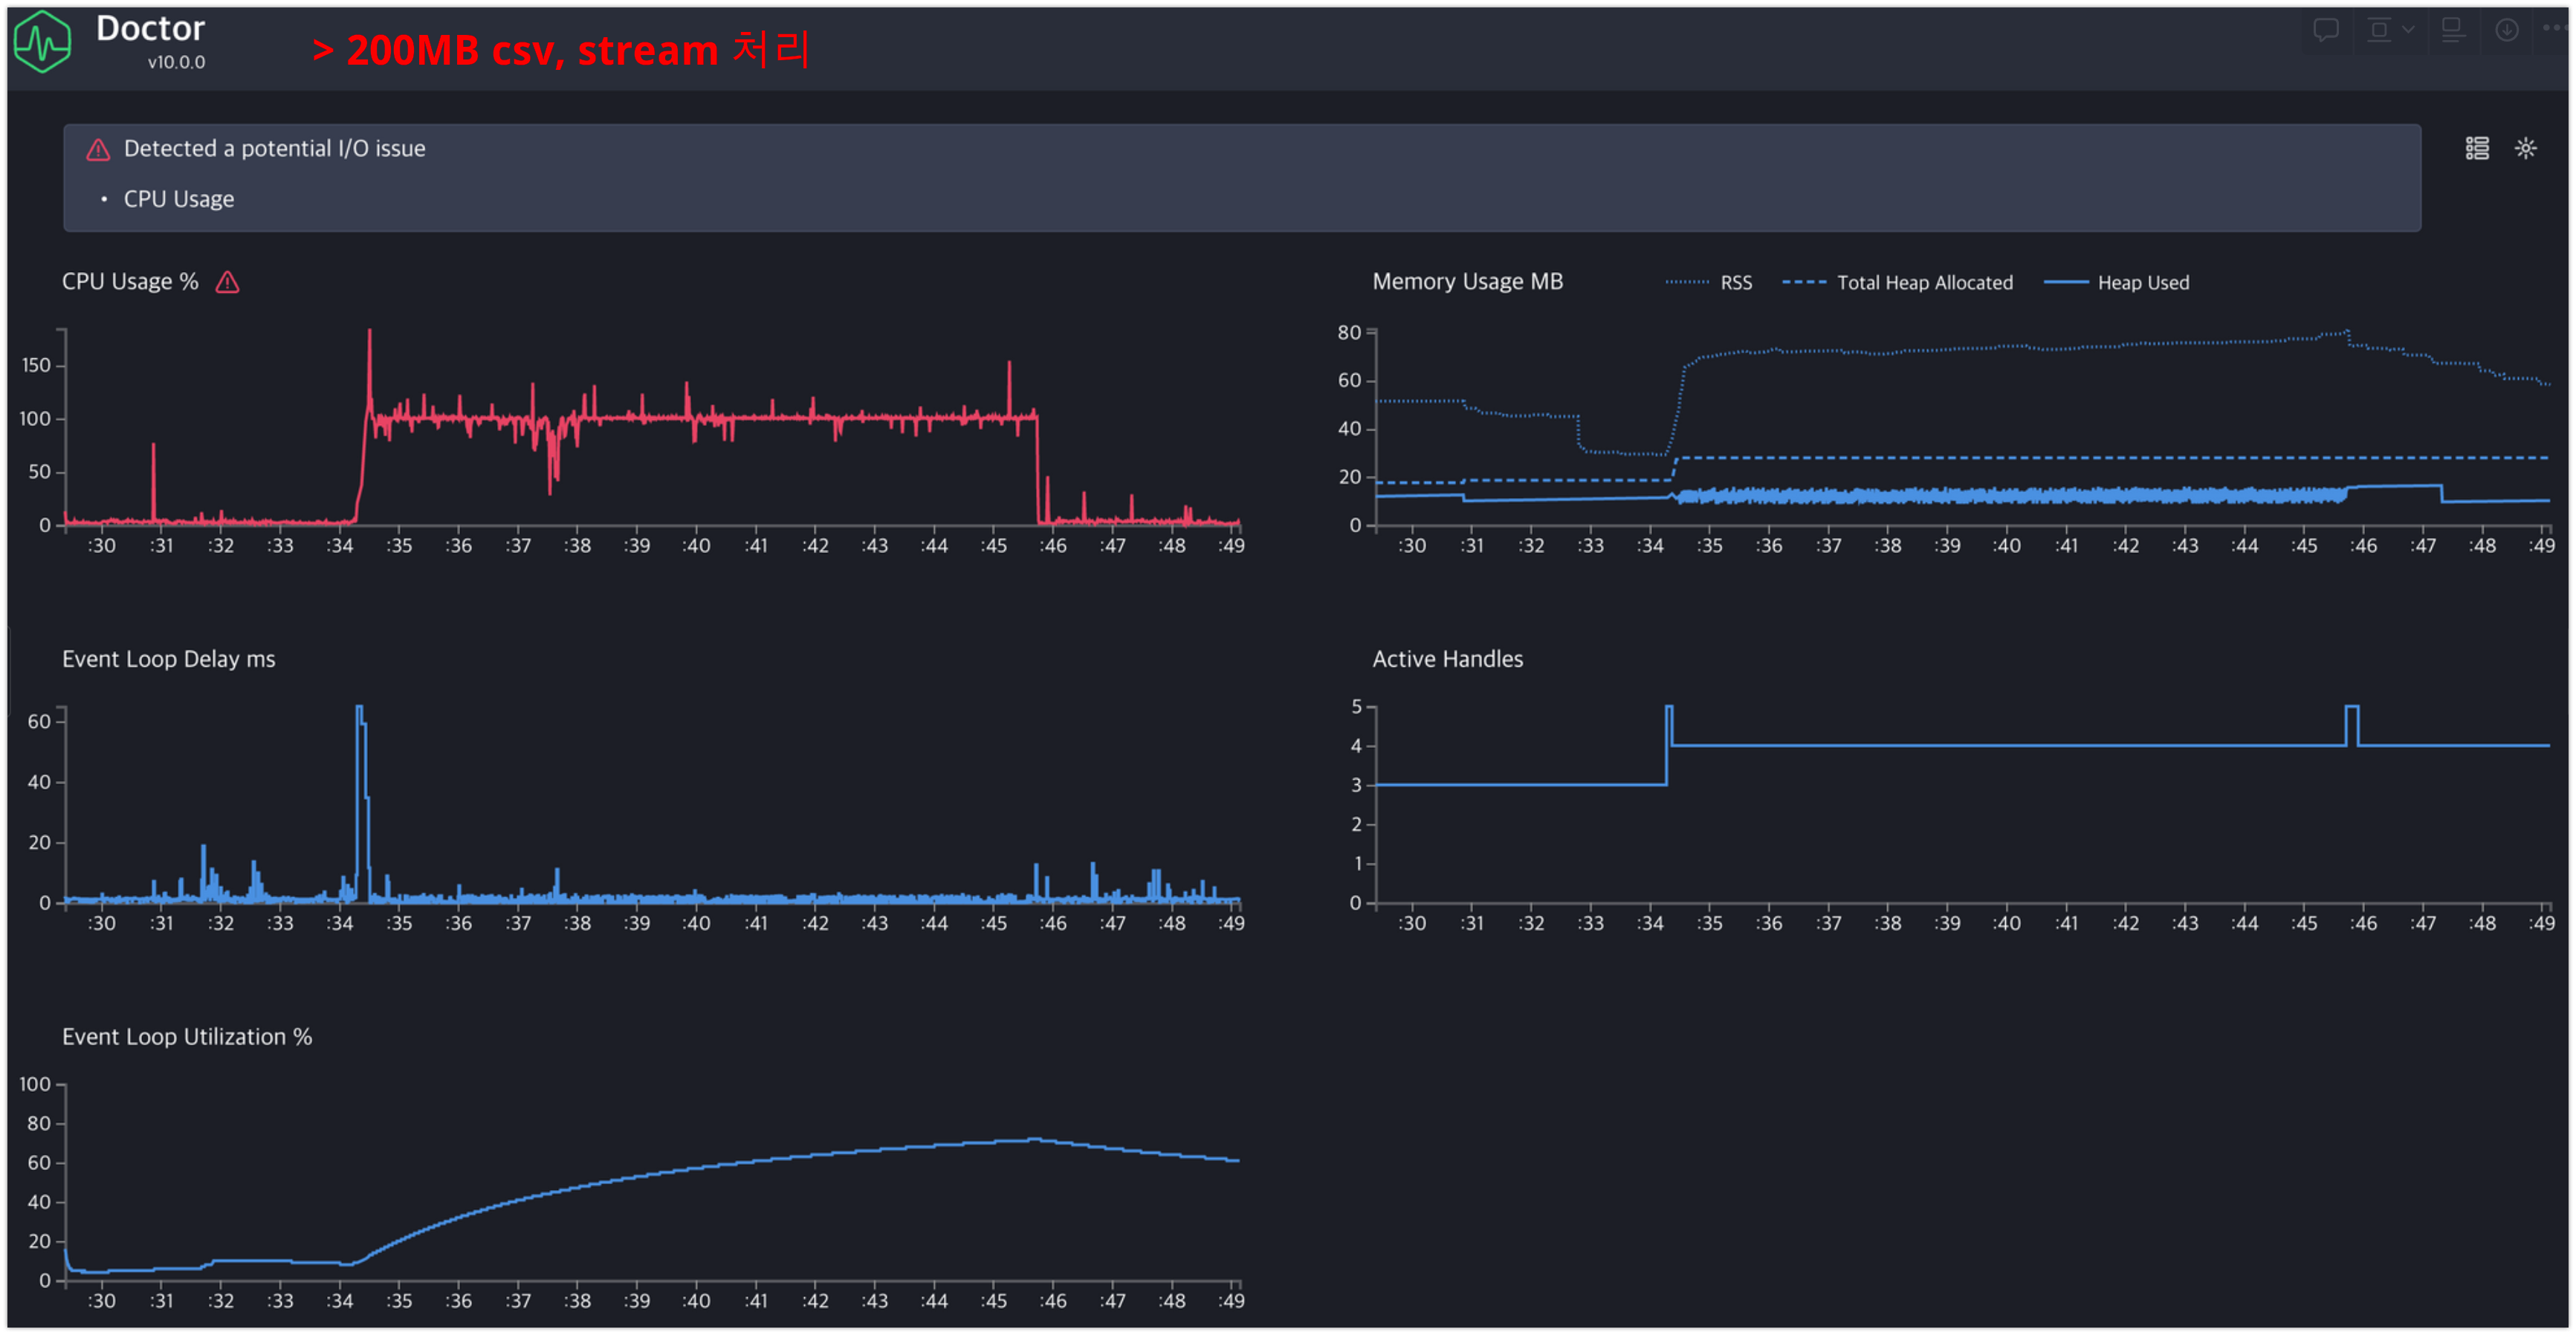 Doctor
v10.0.0
> 200MB csv, stream 처리
Detected a potential I/O issue
• CPU Usage
CPU Usage %
150
100
50
0
:30 :31 :32 :33 :34 :35 :36 :37 :38 :39 :40 :41 :42 :43 :44 :45 :46 :47 :48 :49
Memory Usage MB
RSS
Total Heap Allocated
Heap Used
80
60
40
20
0
:30 :31 :32 :33 :34 :35 :36 :37 :38 :39 :40 :41 :42 :43 :44 :45 :46 :47 :48 :49
Event Loop Delay ms
60
40
20
0
:30 :31 :32 :33 :34 :35 :36 :37 :38 :39 :40 :41 :42 :43 :44 :45 :46 :47 :48 :49
Active Handles
5
4
3
2
1
0
:30 :31 :32 :33 :34 :35 :36 :37 :38 :39 :40 :41 :42 :43 :44 :45 :46 :47 :48 :49
Event Loop Utilization %
100
80
60
40
20
0
:30 :31 :32 :33 :34 :35 :36 :37 :38 :39 :40 :41 :42 :43 :44 :45 :46 :47 :48 :49